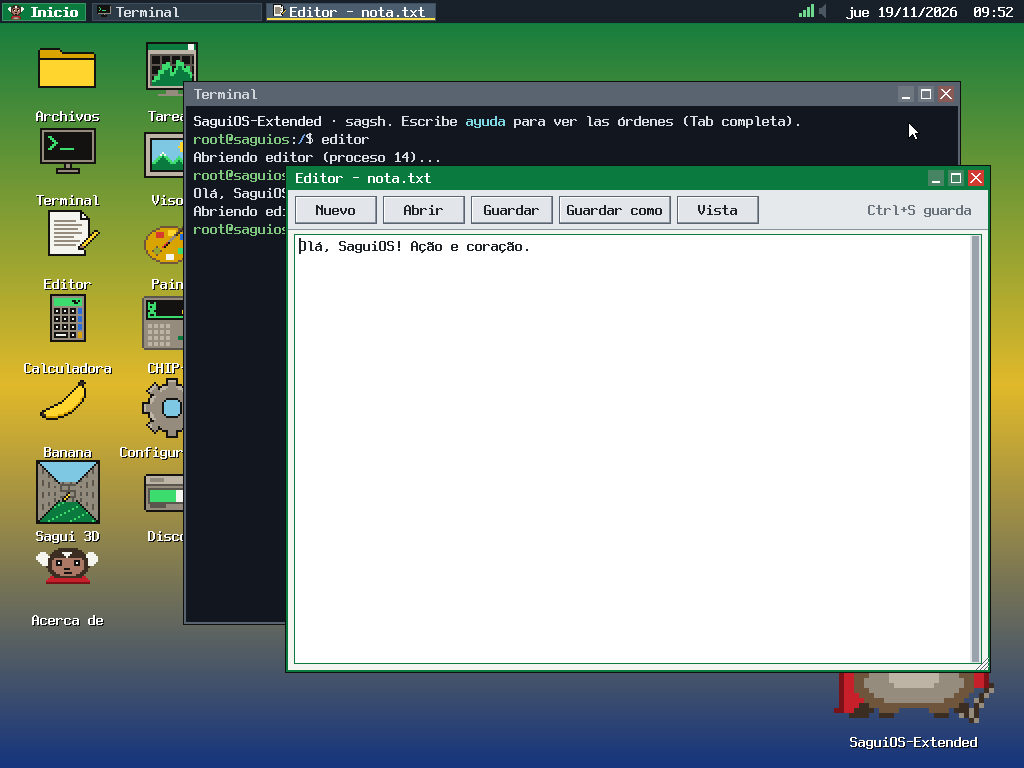 Inicio
Terminal
Editor - nota.txt
jue 19/11/2026 09:52
Archivos
Terminal
Editor
Calculadora
Banana
Sagui 3D
Acerca de
Terminal
SaguiOS-Extended · sagsh. Escribe ayuda para ver las órdenes (Tab completa).
root@saguios:/$ editor
Abriendo editor (proceso 14)...
root@saguios
Olá, SaguiOS
Abriendo
root@saguios
Editor - nota.txt
Nuevo
Abrir
Guardar
Guardar como
Vista
Ctrl+S guarda
Olá, SaguiOS! Ação e coração.
SaguiOS-Extended